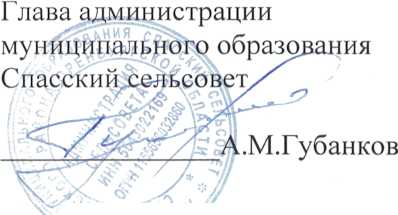 Глава администрации
муниципального образования
Спасский сельсовет
А.М.Губанков